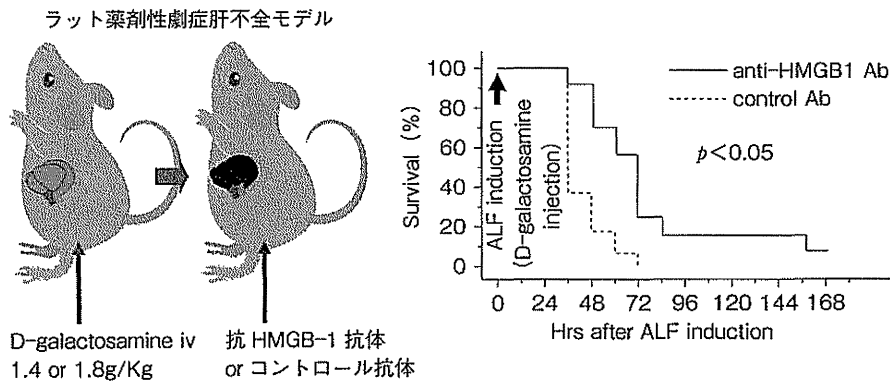 ラット薬剤性劇症肝不全モデル
D-galactosamine iv
1.4 or 1.8g/Kg
抗 HMGB-1 抗体
or コントロール抗体
Survival (%)
100
80
60
40
20
0
ALF induction
(D-galactosamine
injection)
anti-HMGB1 Ab
control Ab
p<0.05
0 24 48 72 96 120 144 168
Hrs after ALF induction